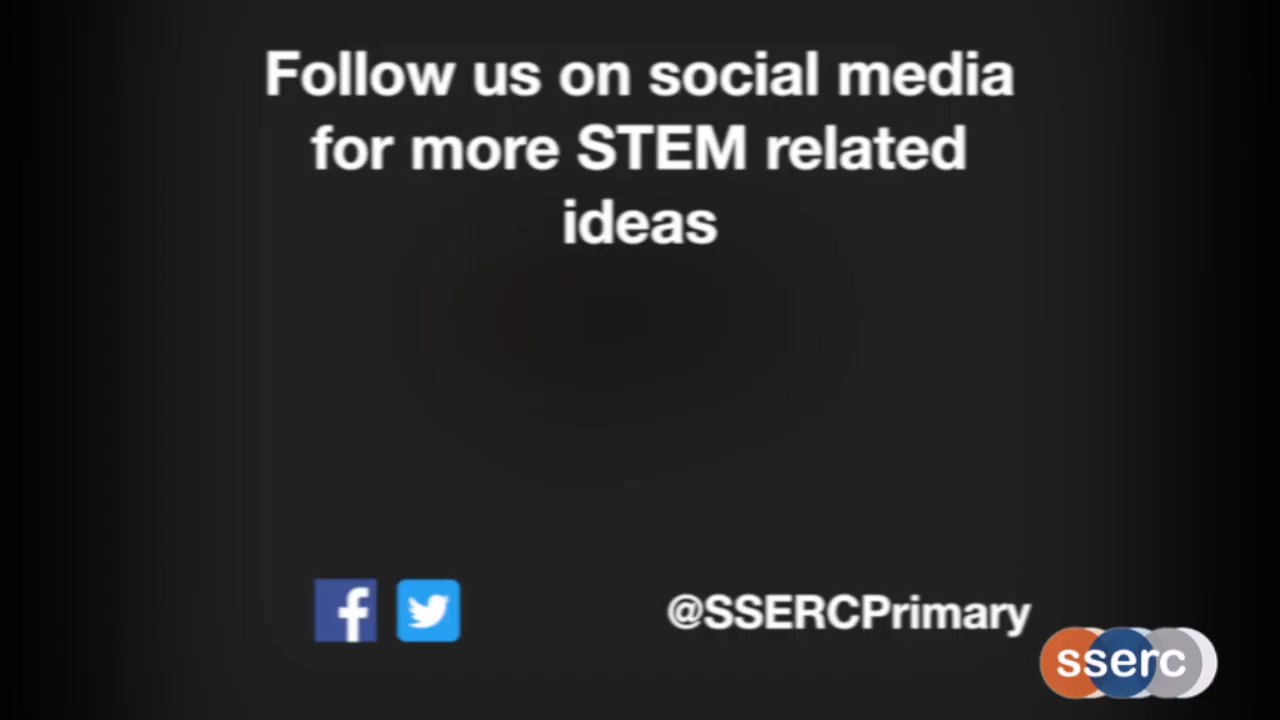 Follow us on social media
for more STEM related
ideas
@SSERCPrimary
sserc